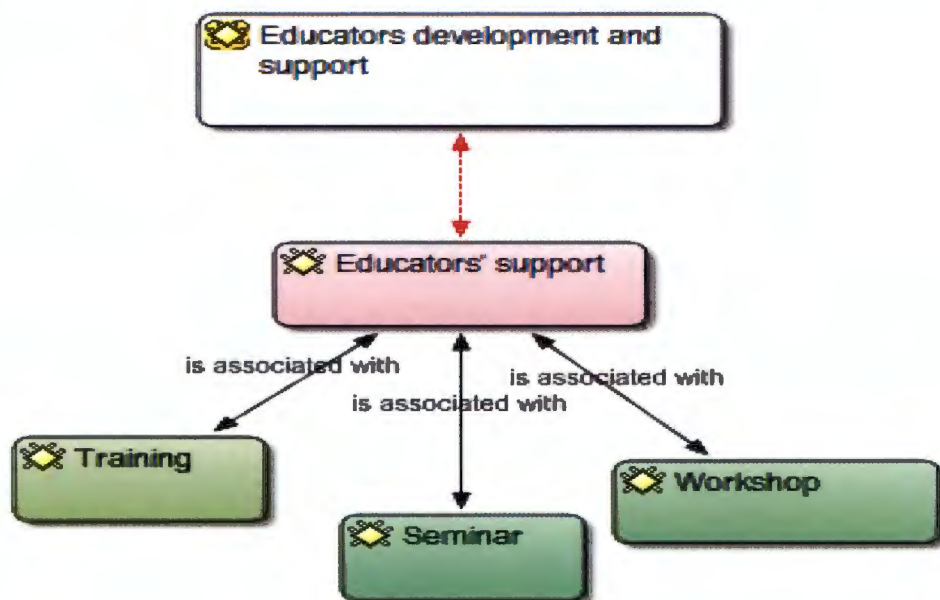 Educators development and
support
Educators' support
is associated with
is associated with
is associated with
Training
Workshop
Seminar